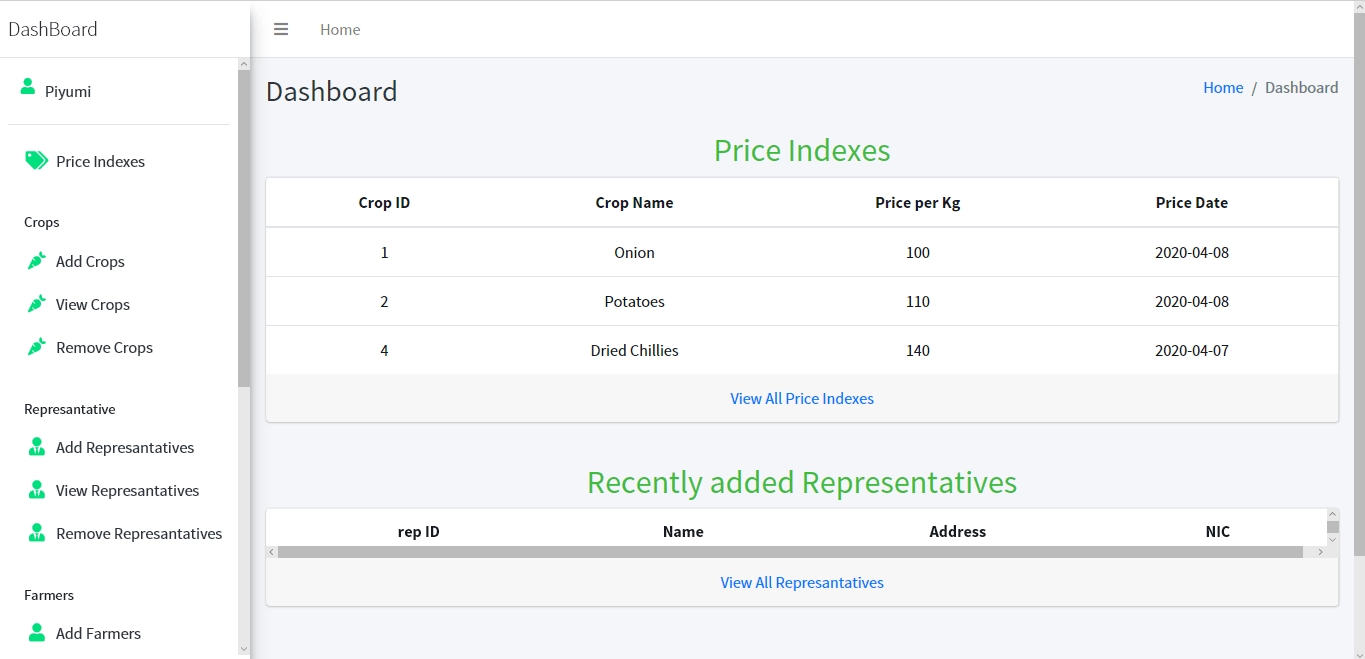 DashBoard
Home
Piyumi
Price Indexes
Crops
Add Crops
View Crops
Remove Crops
Represantative
Add Represantatives
View Represantatives
Remove Represantatives
Farmers
Add Farmers
Dashboard
Home / Dashboard
Price Indexes
Crop ID Crop Name Price per Kg Price Date
1 Onion 100 2020-04-08
2 Potatoes 110 2020-04-08
4 Dried Chillies 140 2020-04-07
View All Price Indexes
Recently added Representatives
rep ID Name Address NIC
View All Represantatives